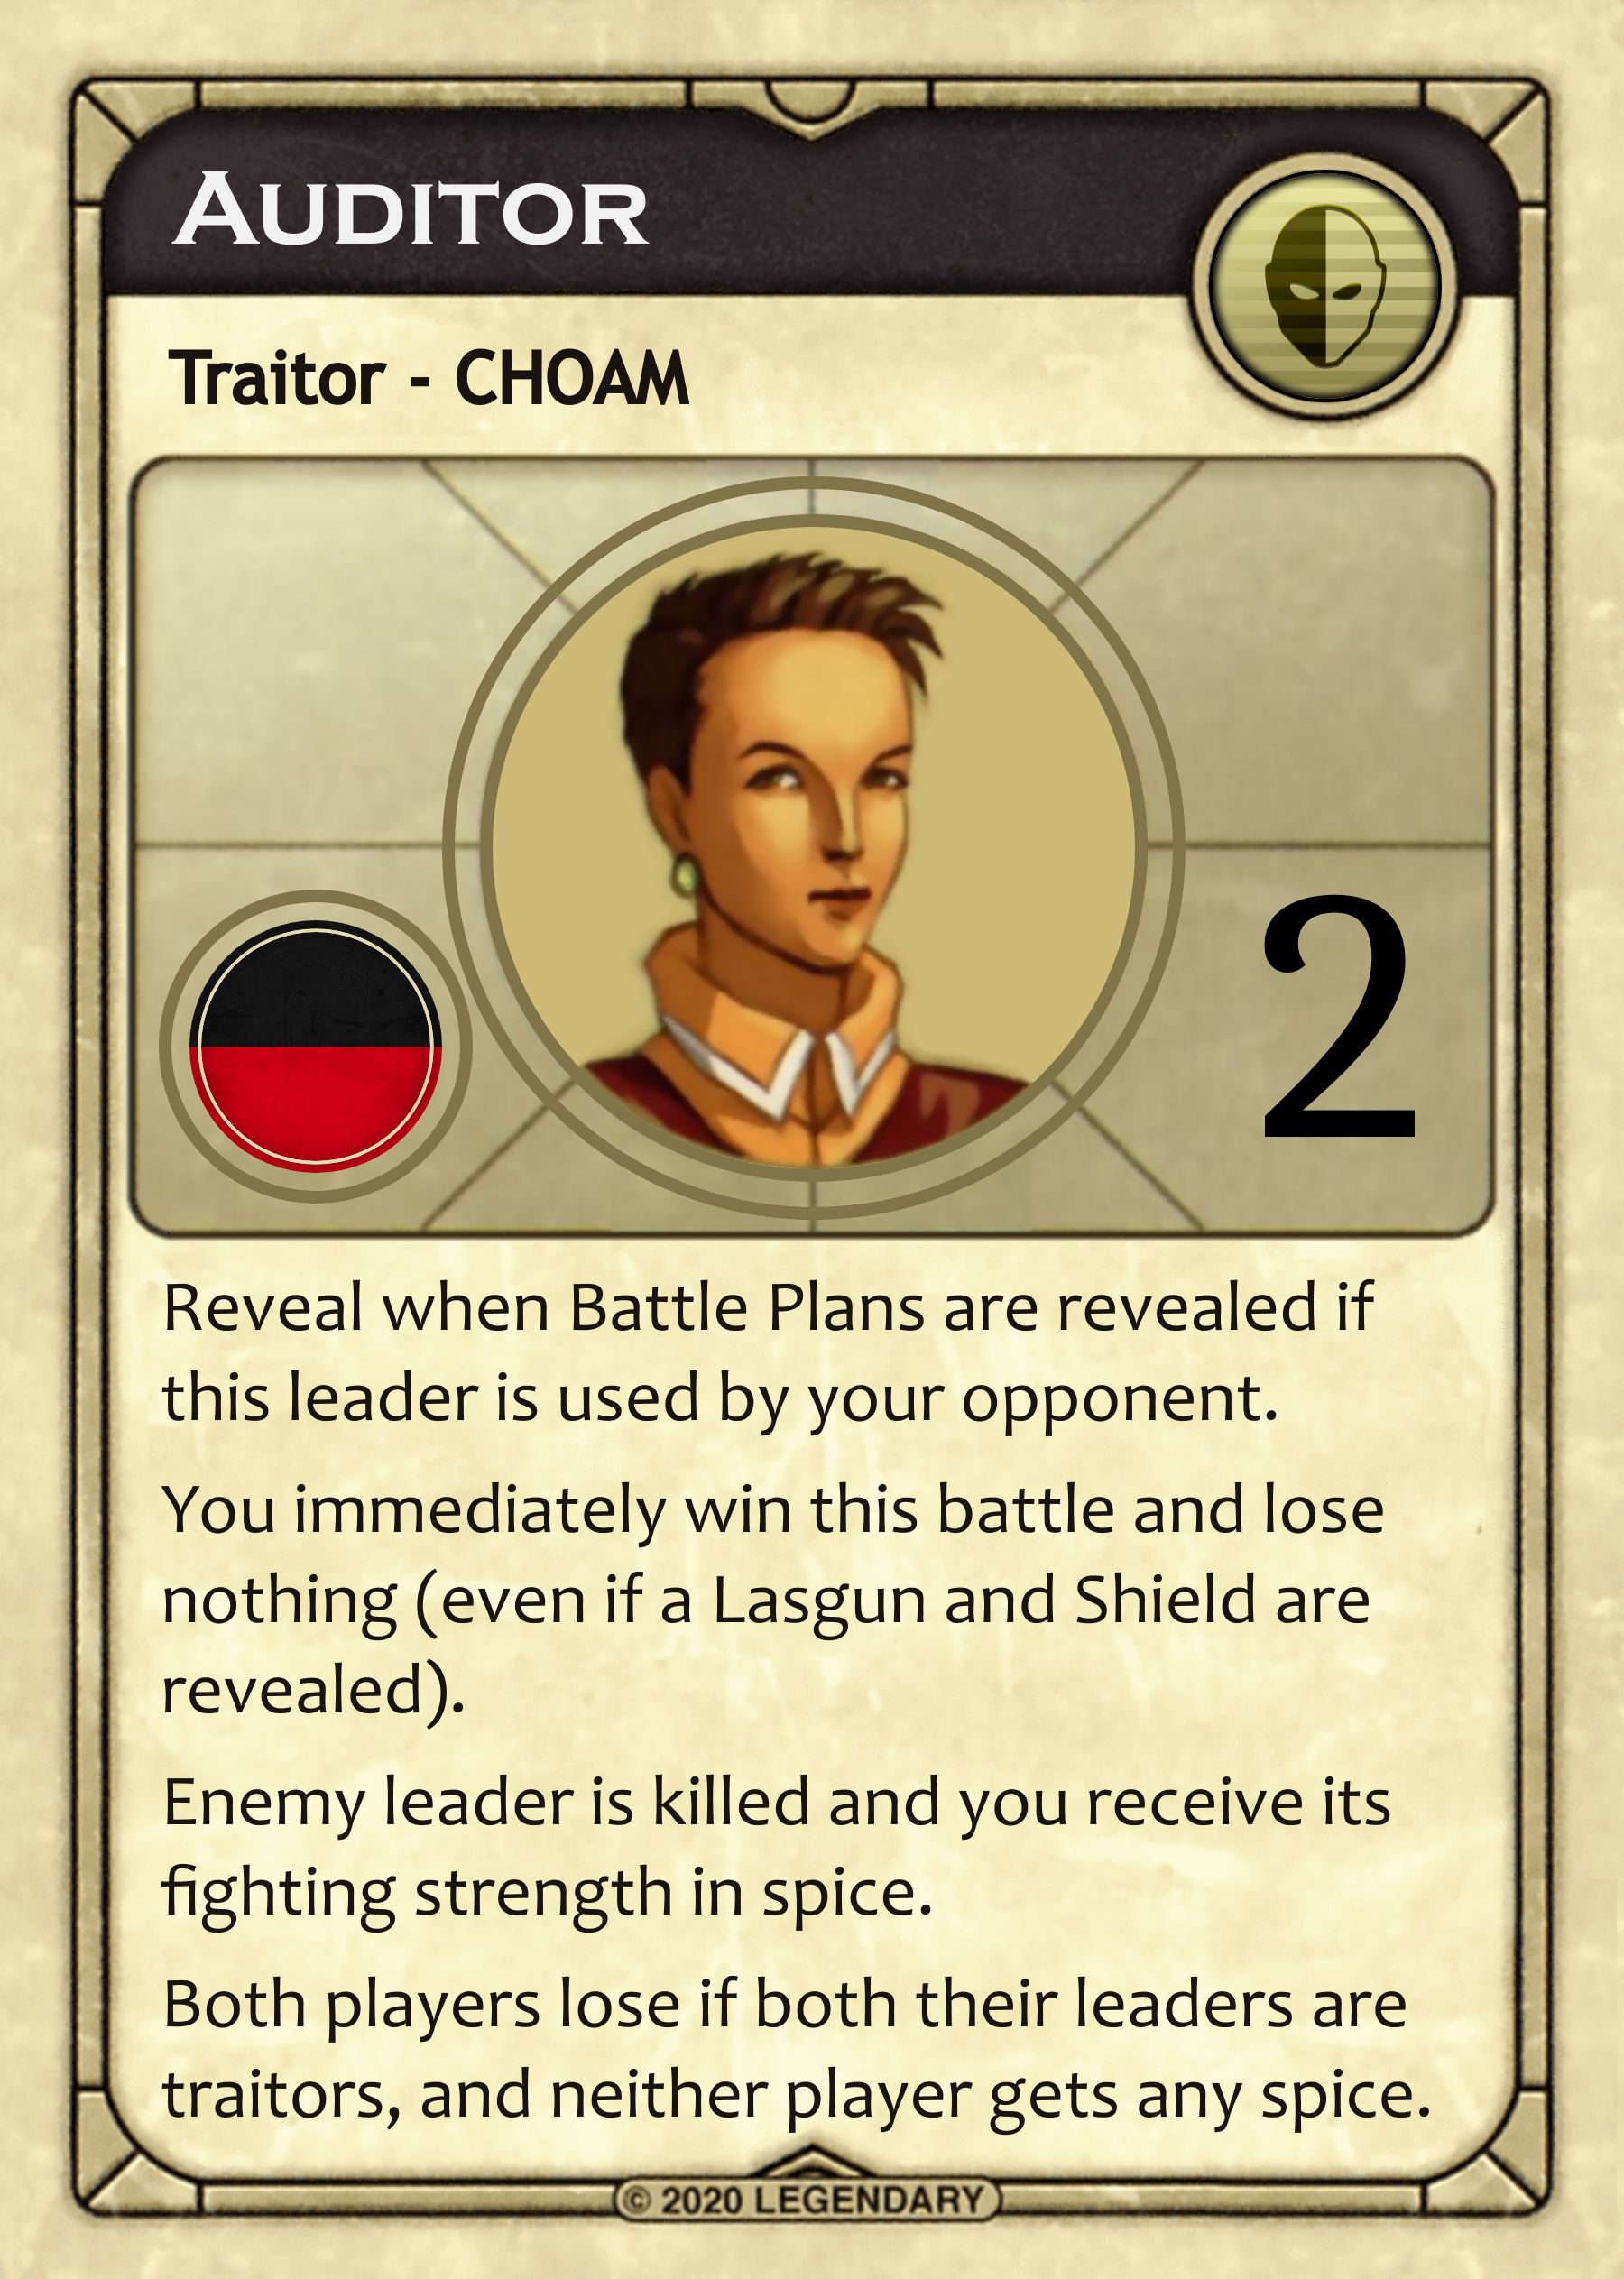 AUDITOR
Traitor - CHOAM
2
Reveal when Battle Plans are revealed if
this leader is used by your opponent.
You immediately win this battle and lose
nothing (even if a Lasgun and Shield are
revealed).
Enemy leader is killed and you receive its
fighting strength in spice.
Both players lose if both their leaders are
traitors, and neither player gets any spice.
© 2020 LEGENDARY